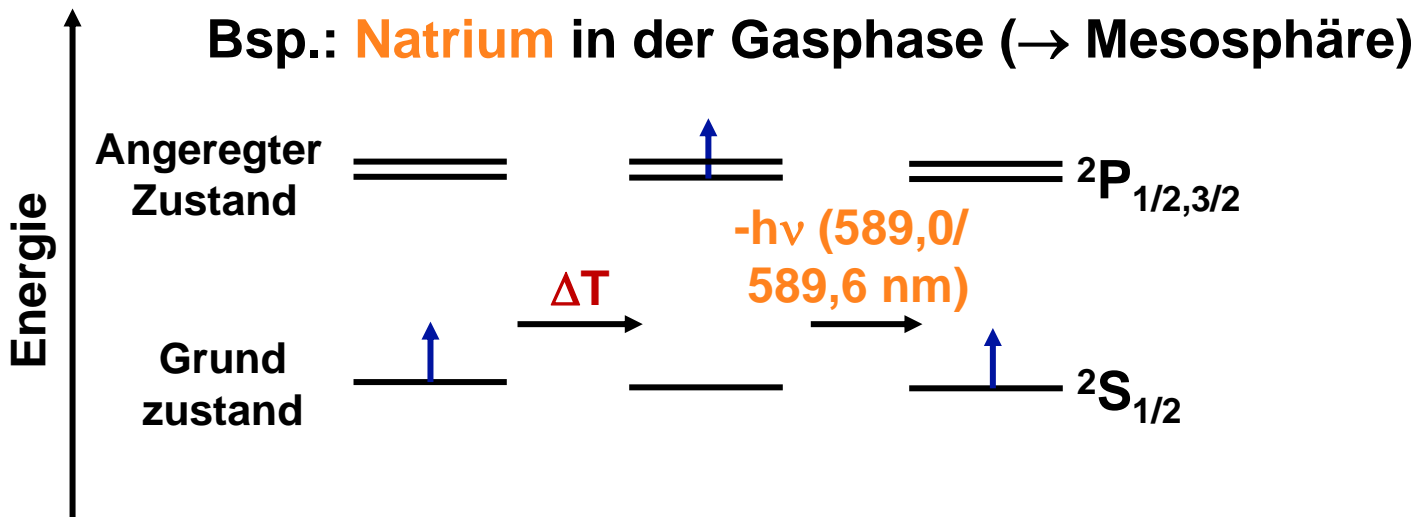 Bsp.: Natrium in der Gasphase (→ Mesosphäre)
Energie
Angeregter
Zustand
²P₁/₂,₃/₂
-hν (589,0/
589,6 nm)
ΔT
Grund
zustand
²S₁/₂